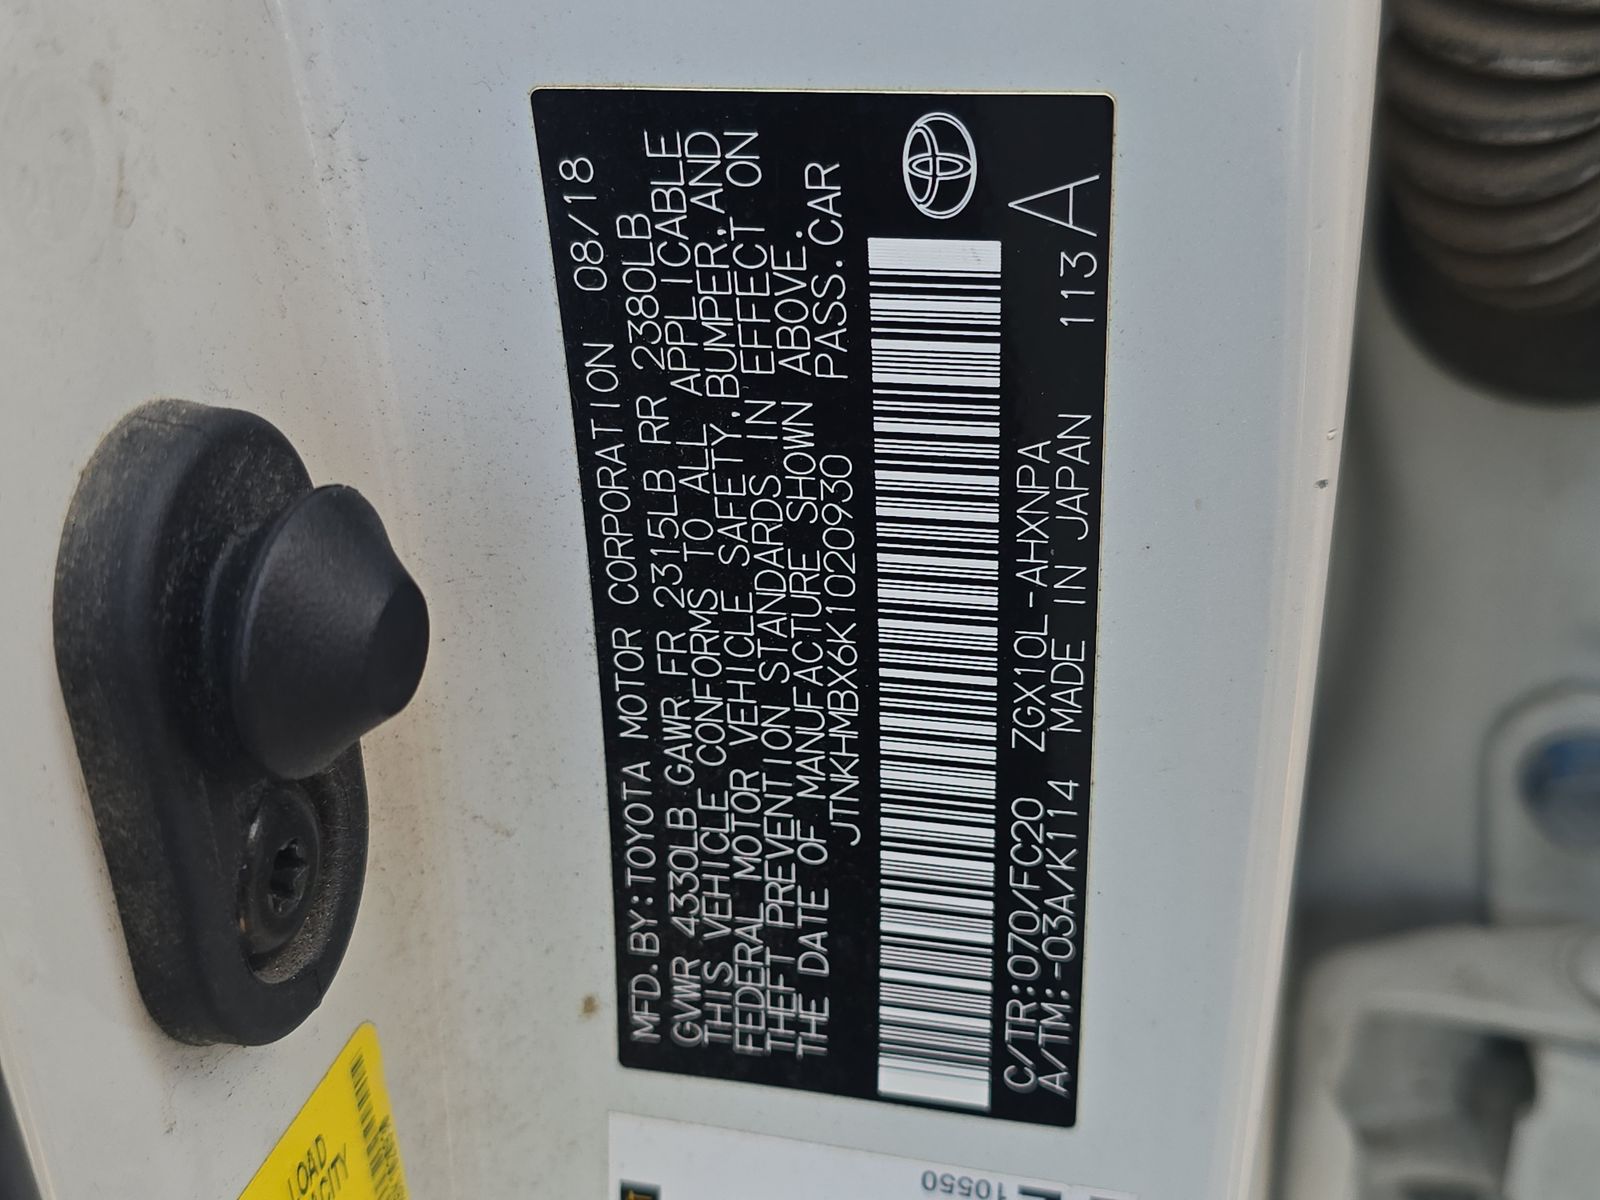 MFD.BY:TOYOTA MOTOR CORPORATION 08/18
GVWR 4330LB GAWR FR 2315LB RR 2380LB
THIS VEHICLE CONFORMS TO ALL APPLICABLE
FEDERAL MOTOR VEHICLE SAFETY,BUMPER,AND
THEFT PREVENTION STANDARDS IN EFFECT ON
THE DATE OF MANUFACTURE SHOWN ABOVE.
JTNKHMBX6K1020930 PASS.CAR
C/TR:070/FC20 ZGX10L-AHXNPA
A/TM:-03A/K114 MADE IN JAPAN 113 A
LOAD
10550